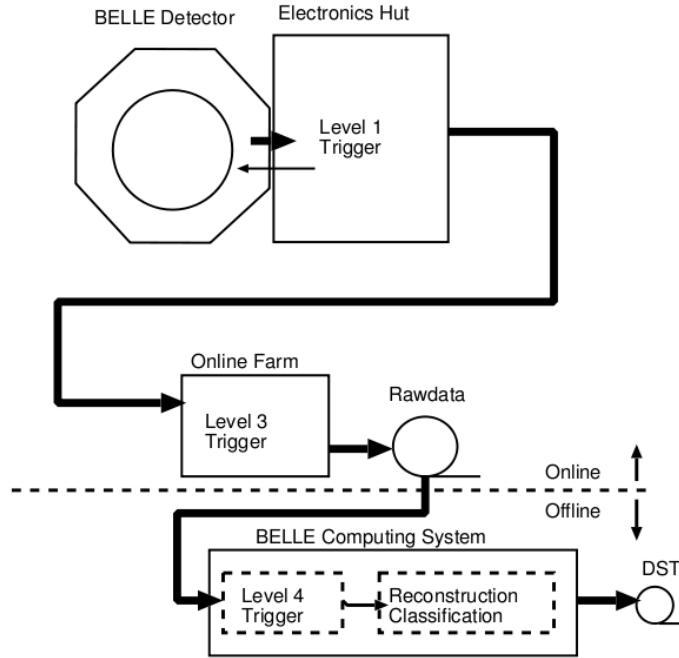 BELLE Detector
Electronics Hut
Level 1
Trigger
Online Farm
Rawdata
Level 3
Trigger
Online
Offline
BELLE Computing System
DST
Level 4
Trigger
Reconstruction
Classification